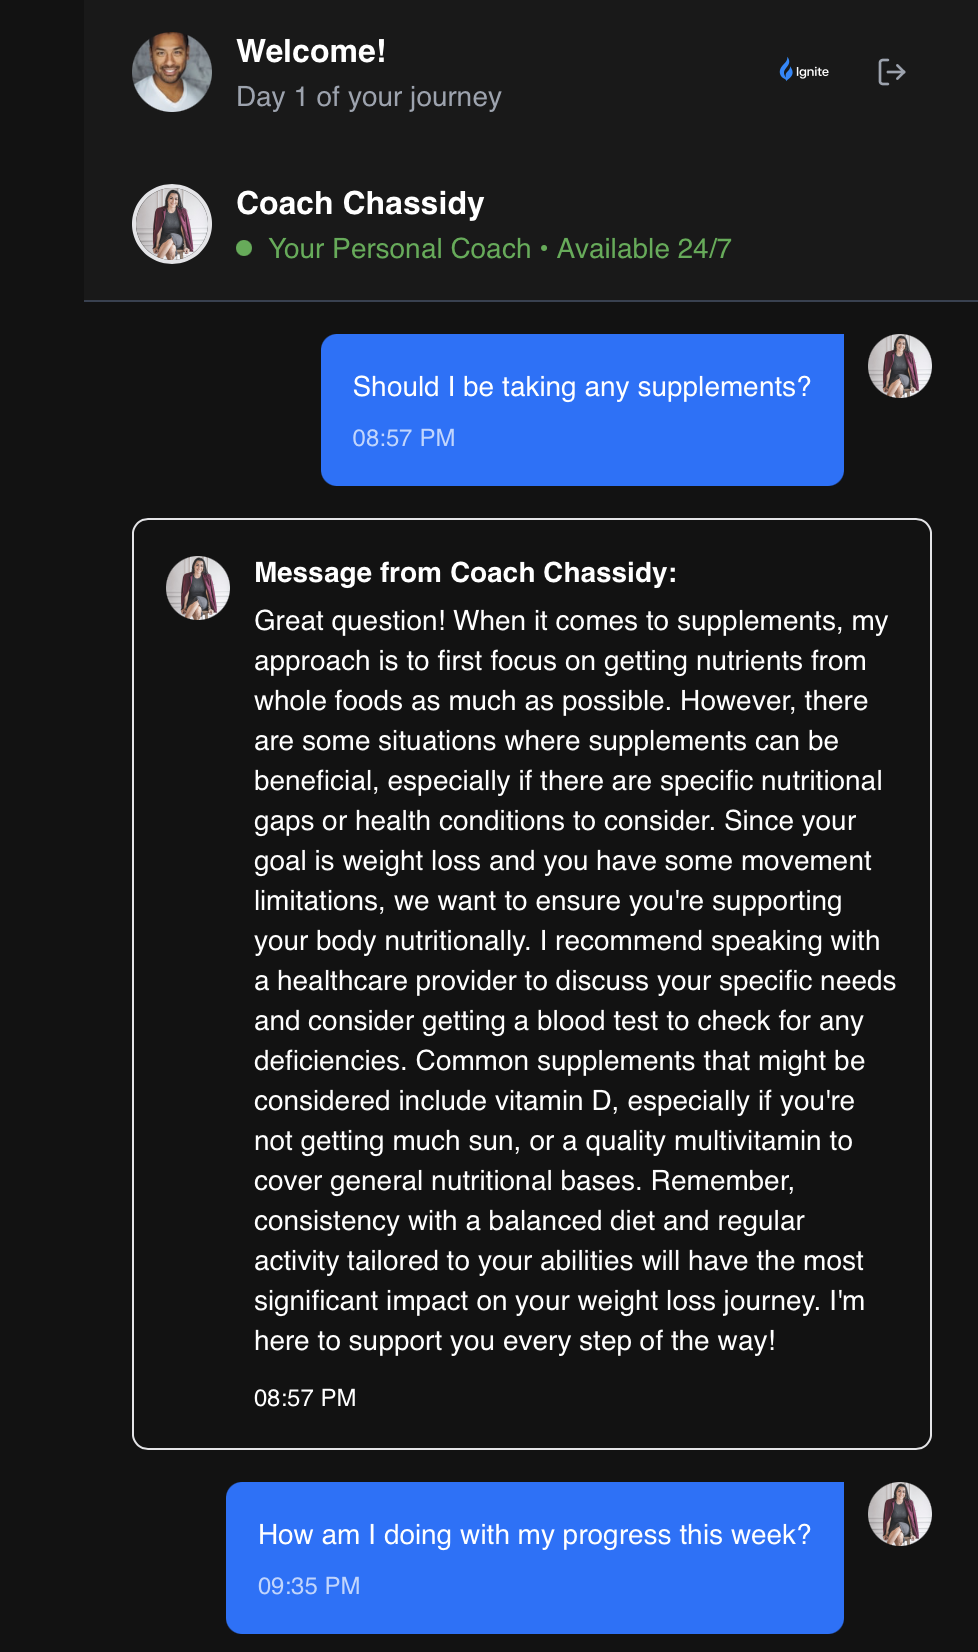 Welcome!
Day 1 of your journey
Ignite
Coach Chassidy
Your Personal Coach • Available 24/7
Should I be taking any supplements?
08:57 PM
Message from Coach Chassidy:
Great question! When it comes to supplements, my
approach is to first focus on getting nutrients from
whole foods as much as possible. However, there
are some situations where supplements can be
beneficial, especially if there are specific nutritional
gaps or health conditions to consider. Since your
goal is weight loss and you have some movement
limitations, we want to ensure you're supporting
your body nutritionally. I recommend speaking with
a healthcare provider to discuss your specific needs
and consider getting a blood test to check for any
deficiencies. Common supplements that might be
considered include vitamin D, especially if you're
not getting much sun, or a quality multivitamin to
cover general nutritional bases. Remember,
consistency with a balanced diet and regular
activity tailored to your abilities will have the most
significant impact on your weight loss journey. I'm
here to support you every step of the way!
08:57 PM
How am I doing with my progress this week?
09:35 PM